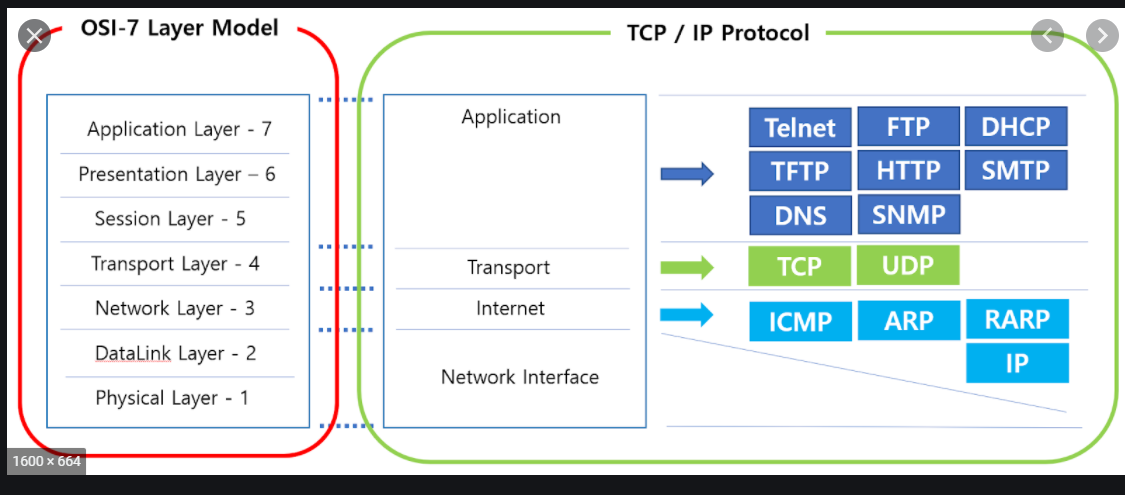 OSI-7 Layer Model
TCP / IP Protocol
Application Layer - 7
Presentation Layer – 6
Session Layer - 5
Transport Layer - 4
Network Layer - 3
DataLink Layer - 2
Physical Layer - 1
Application
Transport
Internet
Network Interface
Telnet FTP DHCP
TFTP HTTP SMTP
DNS SNMP
TCP UDP
ICMP ARP RARP
IP
1600 × 664